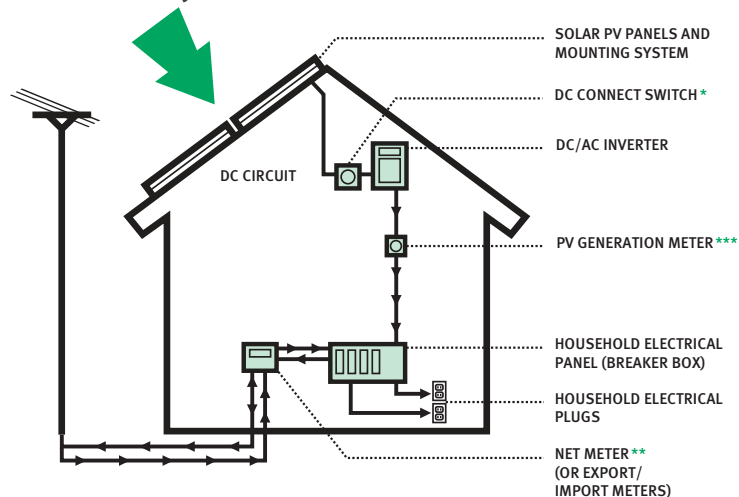 SOLAR PV PANELS AND
MOUNTING SYSTEM
DC CONNECT SWITCH *
DC/AC INVERTER
DC CIRCUIT
PV GENERATION METER ***
HOUSEHOLD ELECTRICAL
PANEL (BREAKER BOX)
HOUSEHOLD ELECTRICAL
PLUGS
NET METER **
(OR EXPORT/
IMPORT METERS)